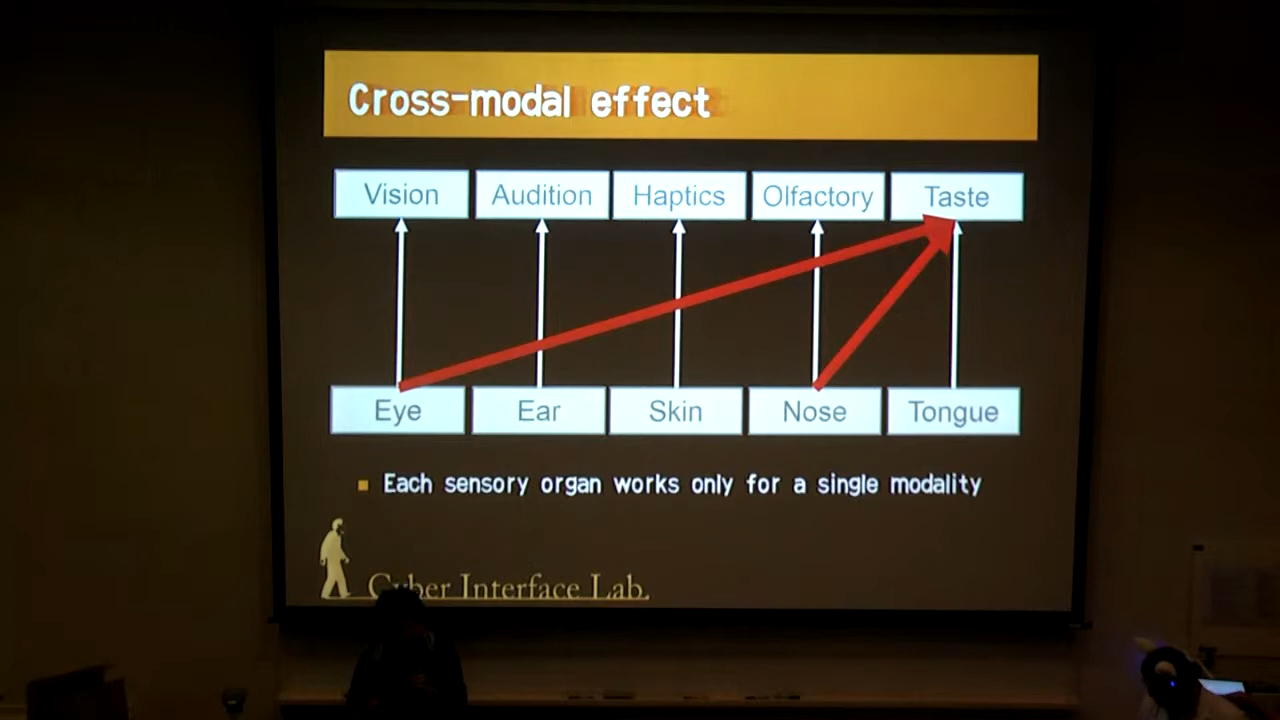 Cross-modal effect
Vision Audition Haptics Olfactory Taste
Eye Ear Skin Nose Tongue
Each sensory organ works only for a single modality
Cyber Interface Lab.